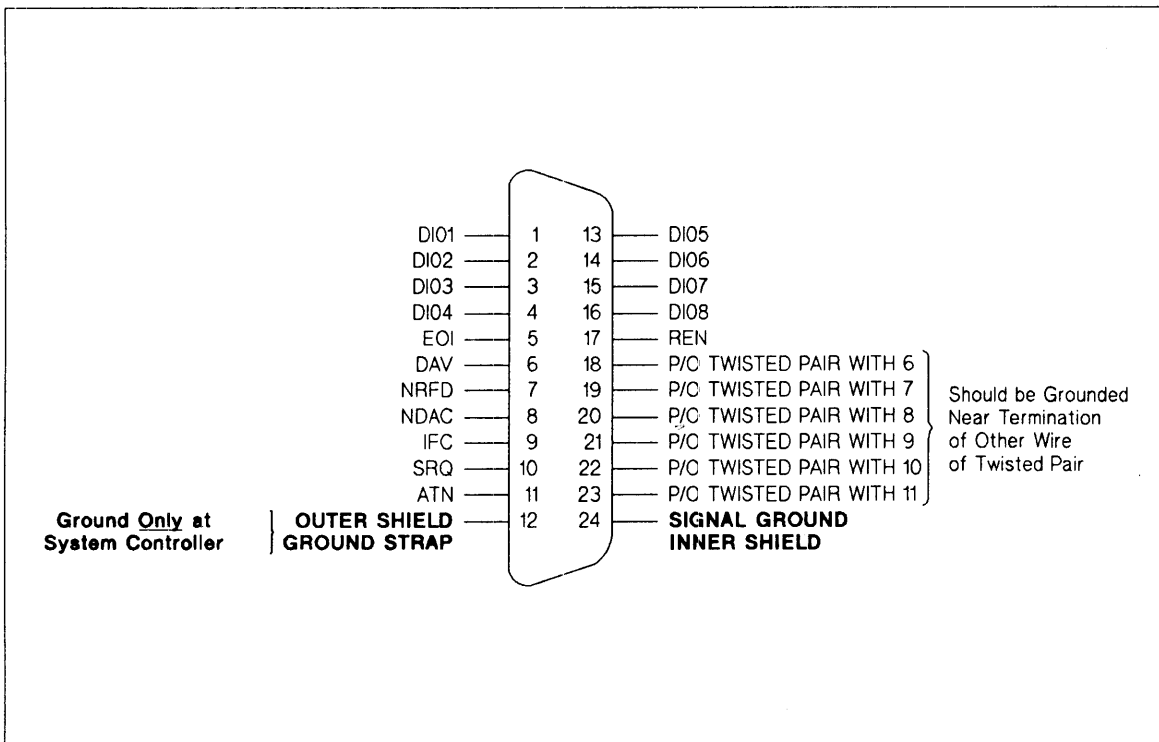 DIO1 1 13 DIO5
DIO2 2 14 DIO6
DIO3 3 15 DIO7
DIO4 4 16 DIO8
EOI 5 17 REN
DAV 6 18 P/O TWISTED PAIR WITH 6
NRFD 7 19 P/O TWISTED PAIR WITH 7
NDAC 8 20 P/O TWISTED PAIR WITH 8
IFC 9 21 P/O TWISTED PAIR WITH 9
SRQ 10 22 P/O TWISTED PAIR WITH 10
ATN 11 23 P/O TWISTED PAIR WITH 11
Should be Grounded
Near Termination
of Other Wire
of Twisted Pair
Ground Only at
System Controller
OUTER SHIELD 12 24 SIGNAL GROUND
GROUND STRAP INNER SHIELD